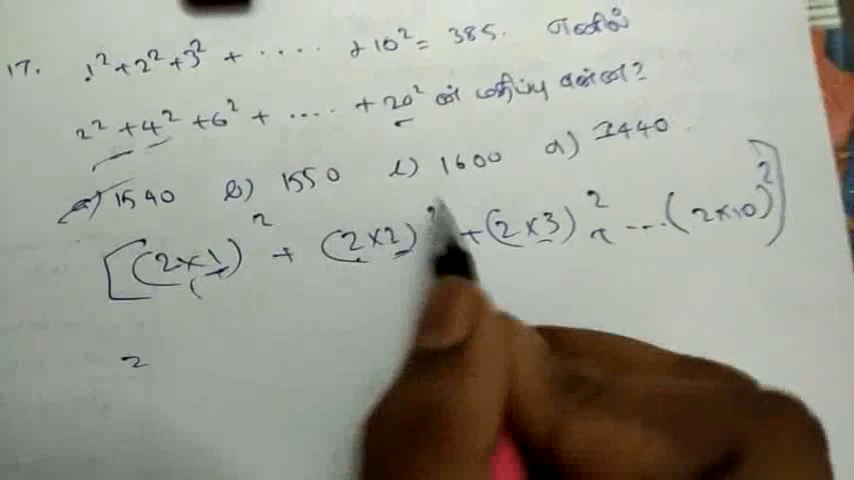 17. 1² + 2² + 3² + ..... + 10² = 385. எனில்
2² + 4² + 6² + .... + 20² ன் மதிப்பு என்ன?
a) 1540 b) 1550 c) 1600 d) 1440
[(2×1)² + (2×2)² + (2×3)² ....(2×10)²]
2